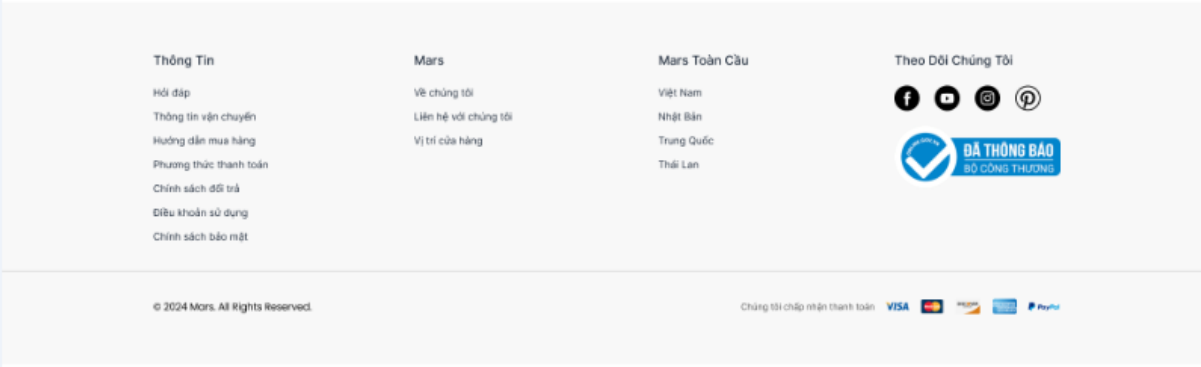 Thông Tin
Hỏi đáp
Thông tin vận chuyển
Hướng dẫn mua hàng
Phương thức thanh toán
Chính sách đổi trả
Điều khoản sử dụng
Chính sách bảo mật
Mars
Về chúng tôi
Liên hệ với chúng tôi
Vị trí cửa hàng
Mars Toàn Cầu
Việt Nam
Nhật Bản
Trung Quốc
Thái Lan
Theo Dõi Chúng Tôi
ĐÃ THÔNG BÁO
BỘ CÔNG THƯƠNG
© 2024 Mars. All Rights Reserved.
Chúng tôi chấp nhận thanh toán VISA PayPal